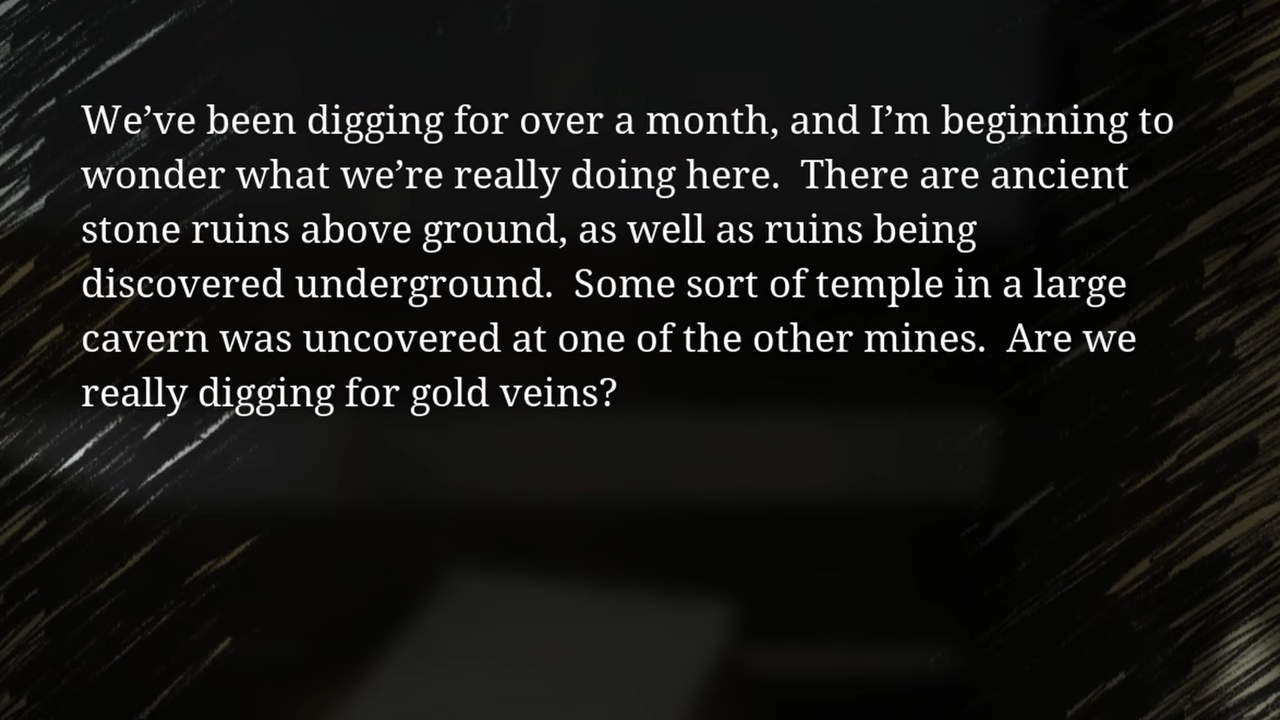 We’ve been digging for over a month, and I’m beginning to
wonder what we’re really doing here.  There are ancient
stone ruins above ground, as well as ruins being
discovered underground.  Some sort of temple in a large
cavern was uncovered at one of the other mines.  Are we
really digging for gold veins?